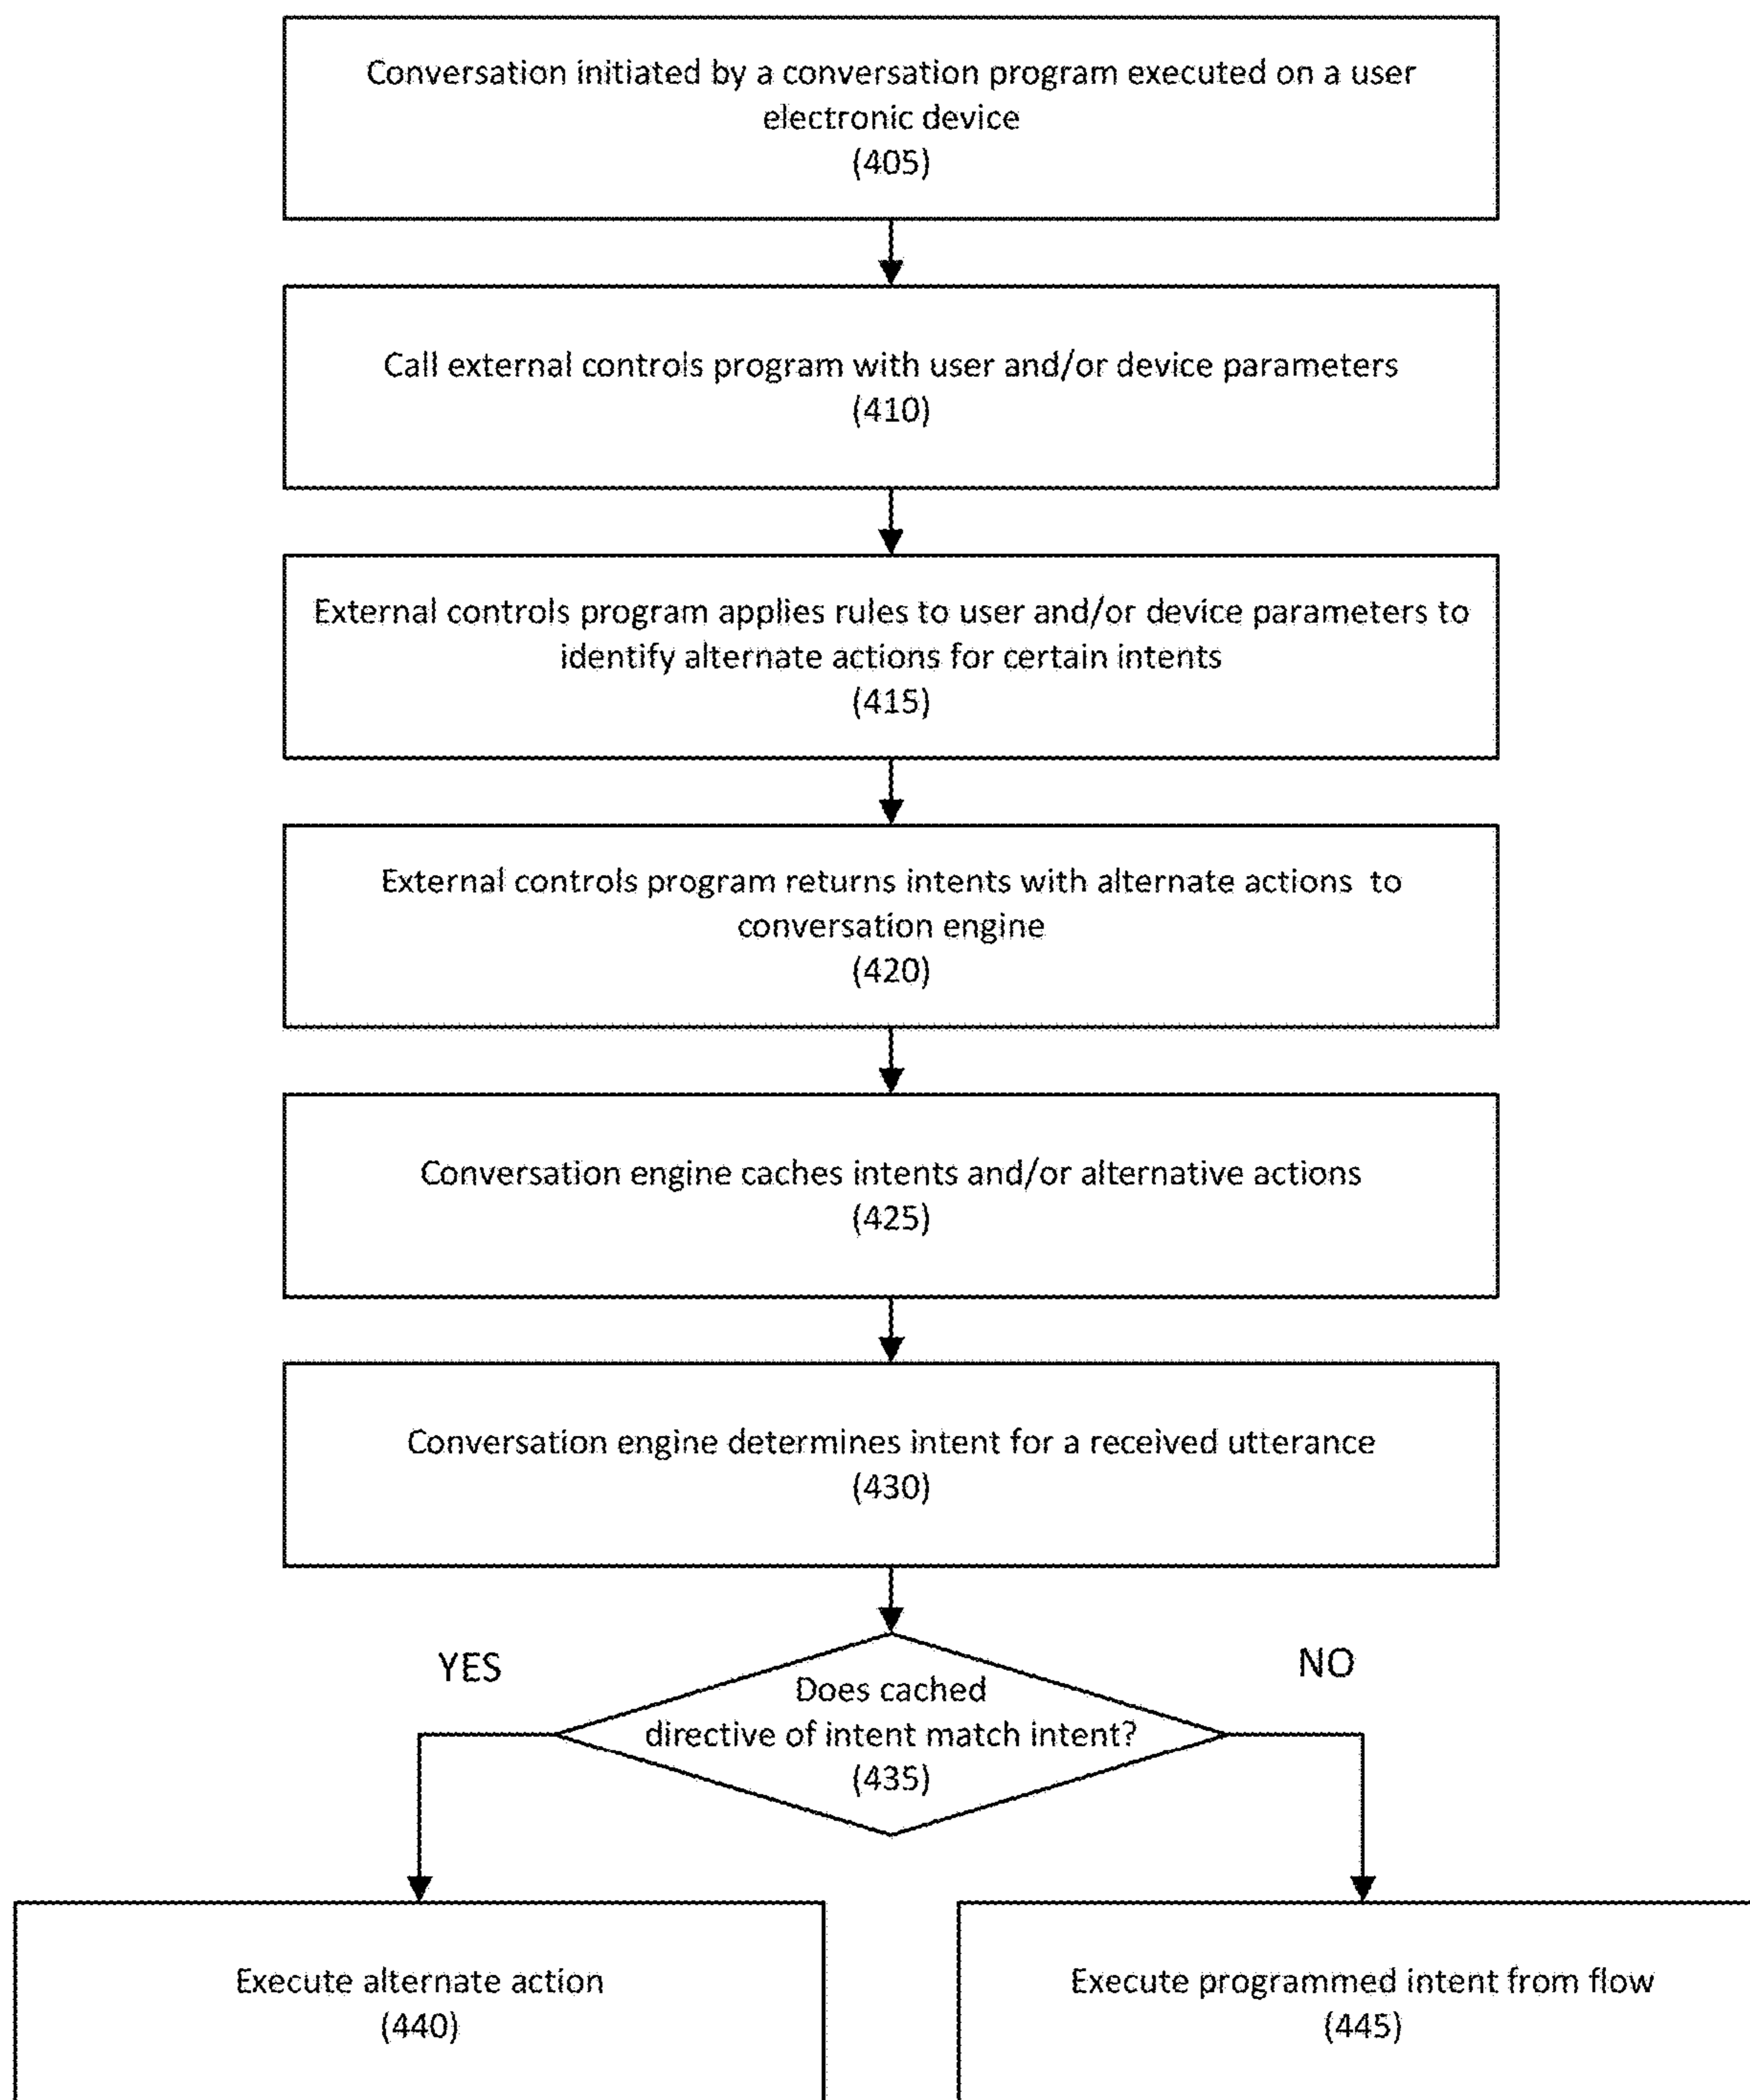 Conversation initiated by a conversation program executed on a user
electronic device
(405)
Call external controls program with user and/or device parameters
(410)
External controls program applies rules to user and/or device parameters to
identify alternate actions for certain intents
(415)
External controls program returns intents with alternate actions to
conversation engine
(420)
Conversation engine caches intents and/or alternative actions
(425)
Conversation engine determines intent for a received utterance
(430)
YES
NO
Does cached
directive of intent match intent?
(435)
Execute alternate action
(440)
Execute programmed intent from flow
(445)